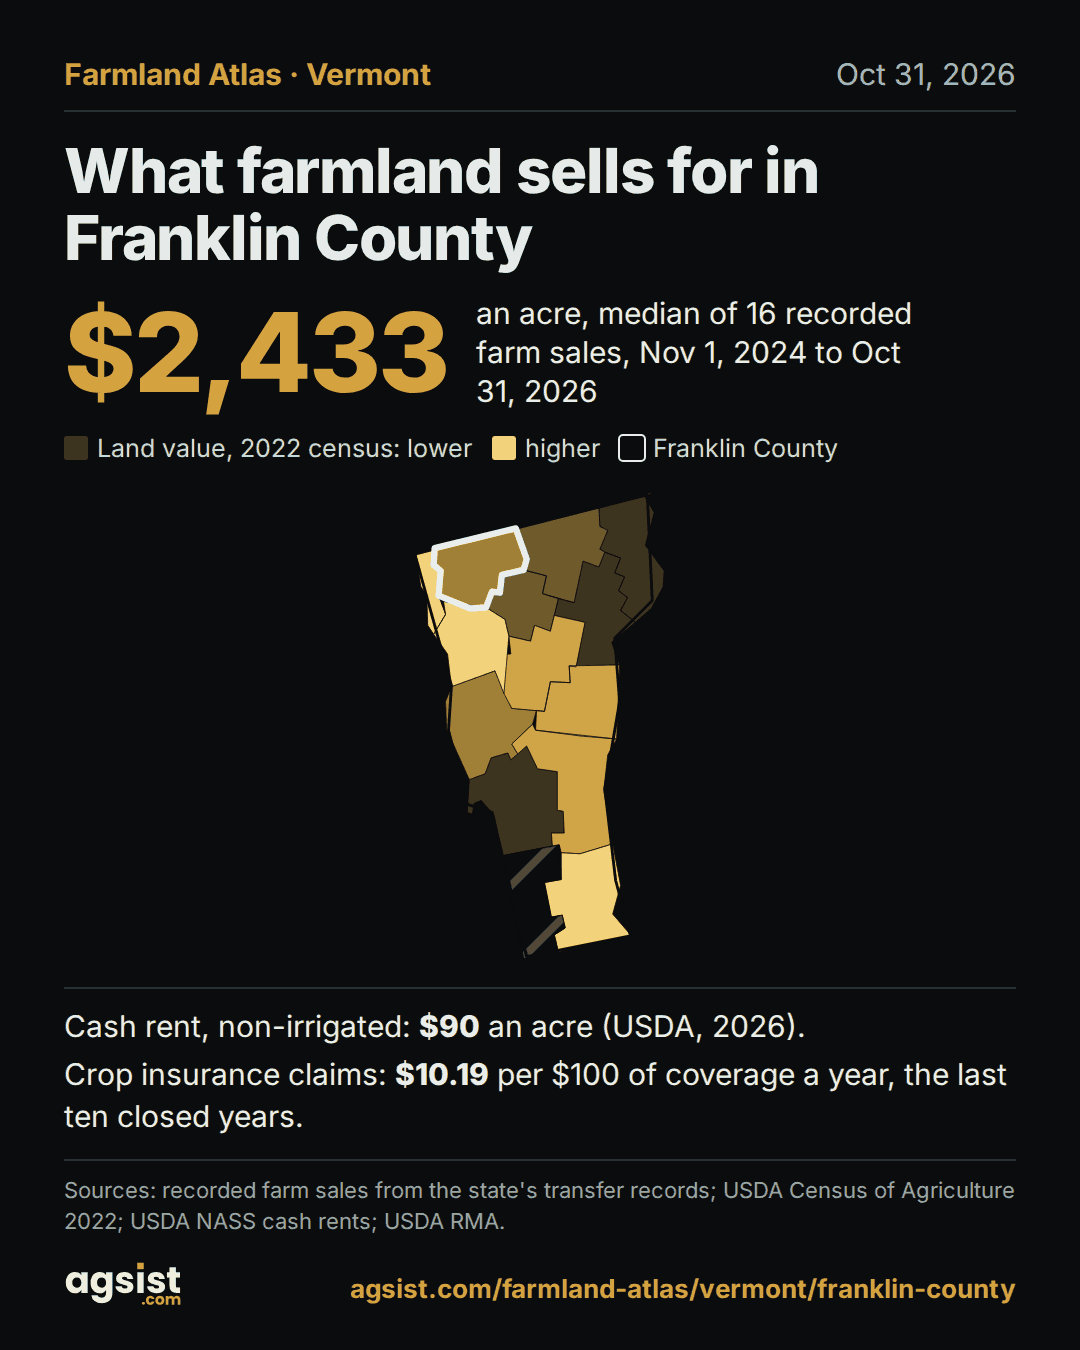 Farmland Atlas · Vermont
Oct 31, 2026
What farmland sells for in
Franklin County
$2,433
an acre, median of 16 recorded
farm sales, Nov 1, 2024 to Oct
31, 2026
Land value, 2022 census: lower
higher
Franklin County
Cash rent, non-irrigated: $90 an acre (USDA, 2026).
Crop insurance claims: $10.19 per $100 of coverage a year, the last
ten closed years.
Sources: recorded farm sales from the state's transfer records; USDA Census of Agriculture
2022; USDA NASS cash rents; USDA RMA.
agsist
.com
agsist.com/farmland-atlas/vermont/franklin-county